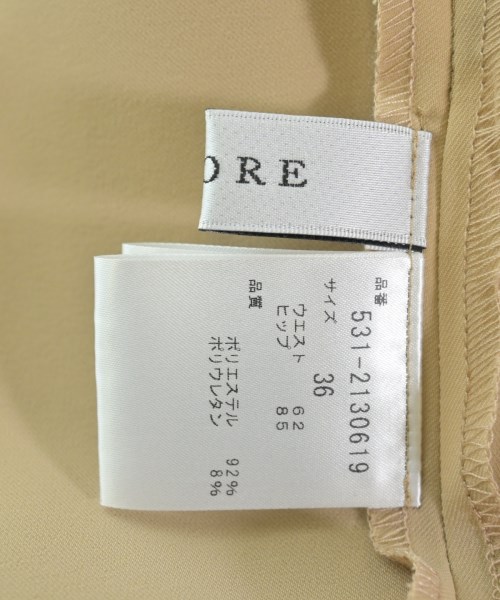 ORE
品番 531-2130619
サイズ 36
ウエスト 62
ヒップ 85
品質
ポリエステル 92%
ポリウレタン 8%